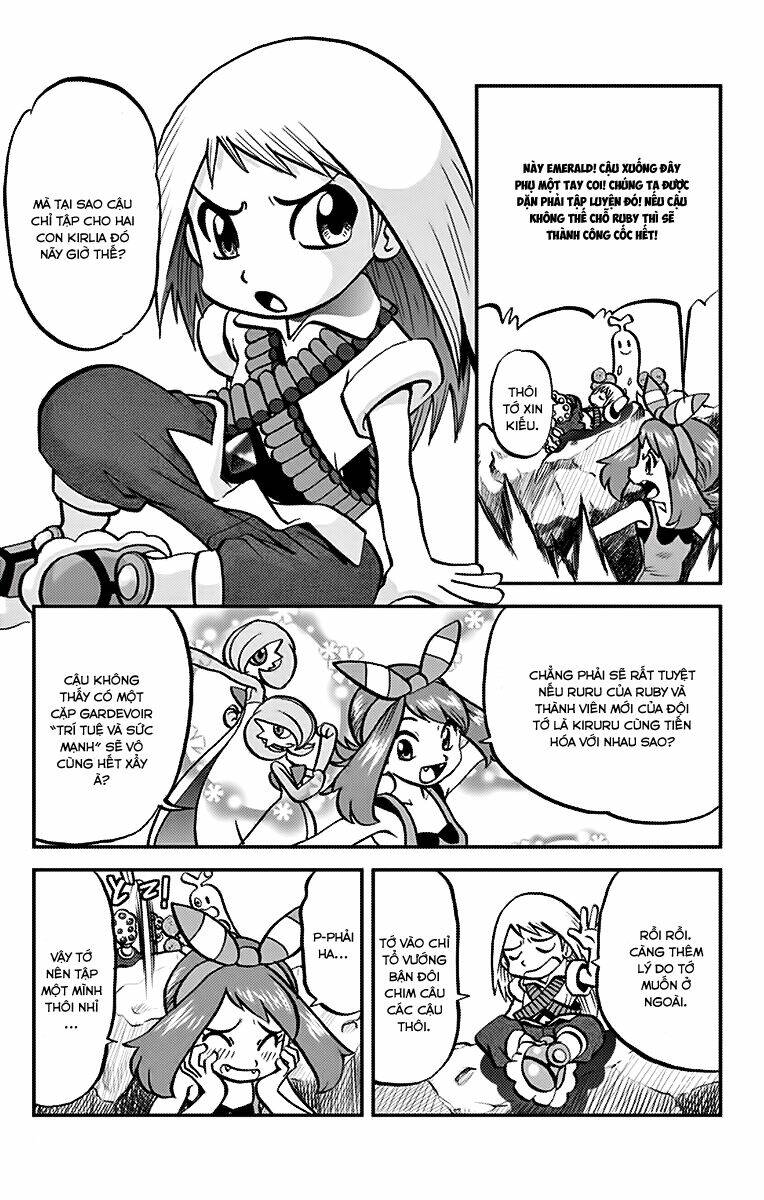 NÀY EMERALD! CẬU XUỐNG ĐÂY
PHỤ MỘT TAY COI! CHÚNG TA ĐƯỢC
DẶN PHẢI TẬP LUYỆN ĐÓ! NẾU CẬU
KHÔNG THẾ CHỖ RUBY THÌ SẼ
THÀNH CÔNG CỐC HẾT!
THÔI
TỚ XIN
KIẾU.
MÀ TẠI SAO CẬU
CHỈ TẬP CHO HAI
CON KIRLIA ĐÓ
NÃY GIỜ THẾ?
CHẲNG PHẢI SẼ RẤT TUYỆT
NẾU RURU CỦA RUBY VÀ
THÀNH VIÊN MỚI CỦA ĐỘI
TỚ LÀ KIRURU CÙNG TIẾN
HÓA VỚI NHAU SAO?
CẬU KHÔNG
THẤY CÓ MỘT
CẶP GARDEVOIR
"TRÍ TUỆ VÀ SỨC
MẠNH" SẼ VÔ
CÙNG HẾT XẨY
À?
RỒI RỒI.
CÀNG THÊM
LÝ DO TỚ
MUỐN Ở
NGOÀI.
TỚ VÀO CHỈ
TỔ VƯỚNG
BẬN ĐÔI
CHIM CÂU
CÁC CẬU
THÔI.
P-PHẢI
HA...
VẬY TỚ
NÊN TẬP
MỘT MÌNH
THÔI NHỈ
...